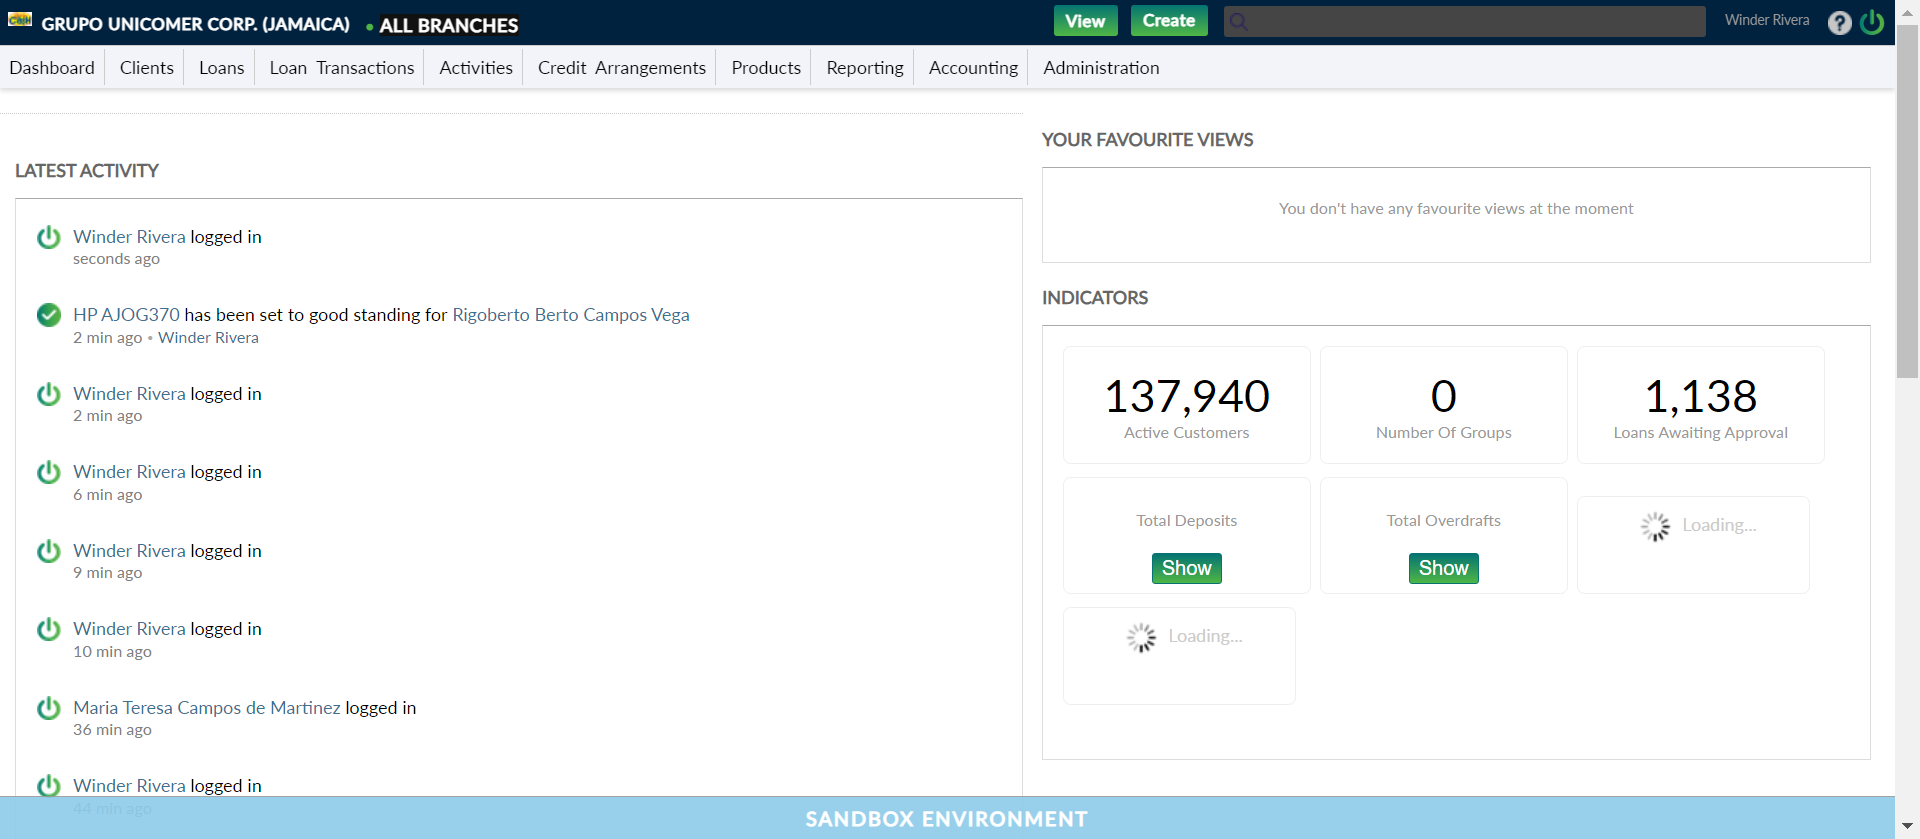 GRUPO UNICOMER CORP. (JAMAICA) • ALL BRANCHES View Create Winder Rivera ?
Dashboard Clients Loans Loan Transactions Activities Credit Arrangements Products Reporting Accounting Administration
LATEST ACTIVITY
Winder Rivera logged in
seconds ago
HP AJOG370 has been set to good standing for Rigoberto Berto Campos Vega
2 min ago • Winder Rivera
Winder Rivera logged in
2 min ago
Winder Rivera logged in
6 min ago
Winder Rivera logged in
9 min ago
Winder Rivera logged in
10 min ago
Maria Teresa Campos de Martinez logged in
36 min ago
Winder Rivera logged in
44 min ago
YOUR FAVOURITE VIEWS
You don't have any favourite views at the moment
INDICATORS
137,940
Active Customers
0
Number Of Groups
1,138
Loans Awaiting Approval
Total Deposits
Show
Total Overdrafts
Show
Loading...
Loading...
SANDBOX ENVIRONMENT